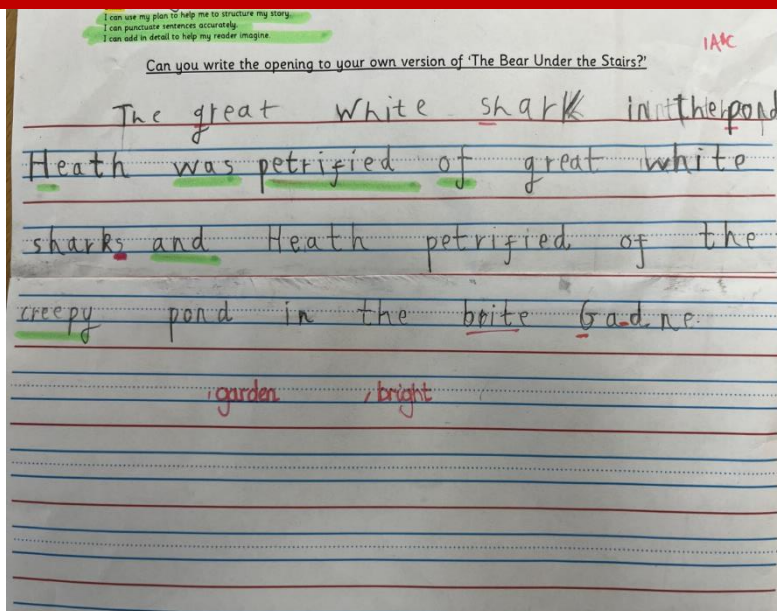 I can use my plan to help me to structure my story.
I can punctuate sentences accurately.
I can add in detail to help my reader imagine.
1A&C
Can you write the opening to your own version of 'The Bear Under the Stairs?'
The great White shark in the pond
Heath was petrified of great white
sharks and Heath petrified of the
creepy pond in the brite Gadne.
garden bright